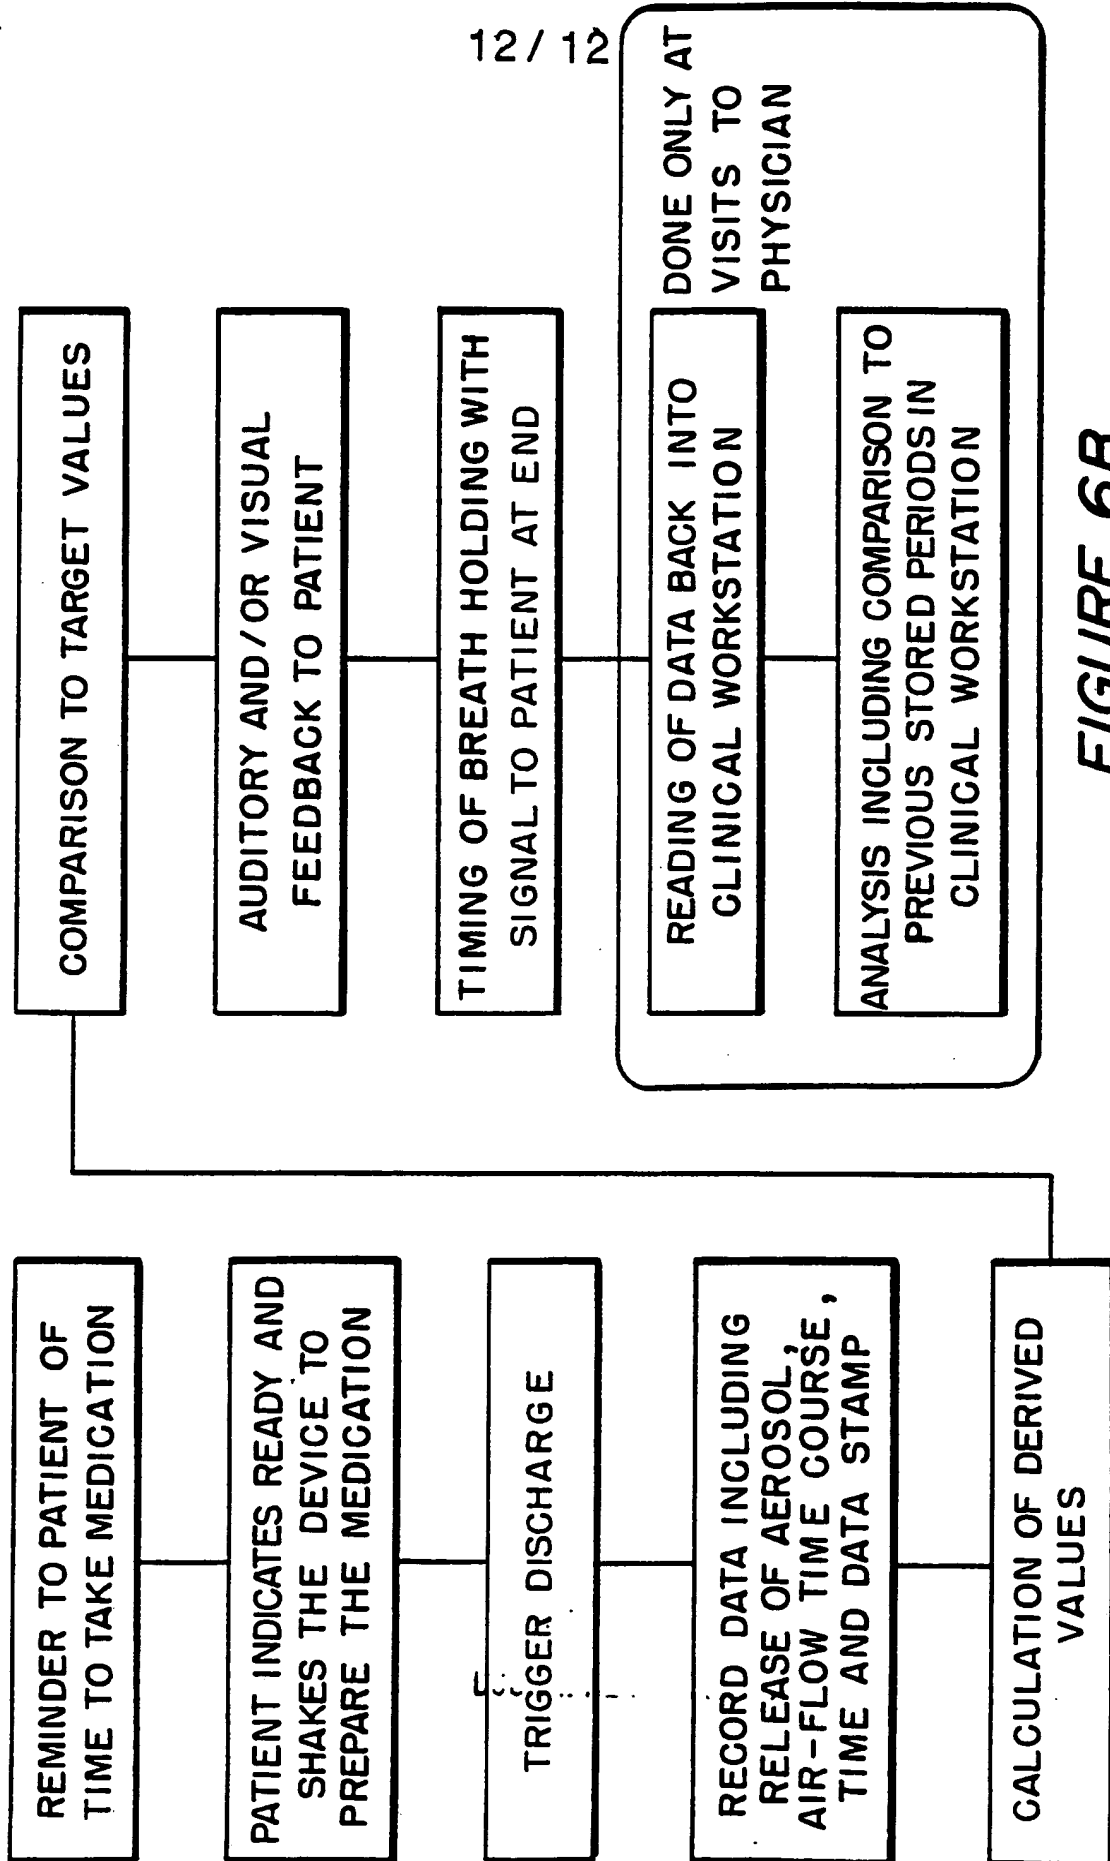 12/12
REMINDER TO PATIENT OF
TIME TO TAKE MEDICATION
PATIENT INDICATES READY AND
SHAKES THE DEVICE TO
PREPARE THE MEDICATION
TRIGGER DISCHARGE
RECORD DATA INCLUDING
RELEASE OF AEROSOL,
AIR-FLOW TIME COURSE,
TIME AND DATA STAMP
CALCULATION OF DERIVED
VALUES
COMPARISON TO TARGET VALUES
AUDITORY AND/OR VISUAL
FEEDBACK TO PATIENT
TIMING OF BREATH HOLDING WITH
SIGNAL TO PATIENT AT END
READING OF DATA BACK INTO
CLINICAL WORKSTATION
DONE ONLY AT
VISITS TO
PHYSICIAN
ANALYSIS INCLUDING COMPARISON TO
PREVIOUS STORED PERIODS IN
CLINICAL WORKSTATION
FIGURE 6B